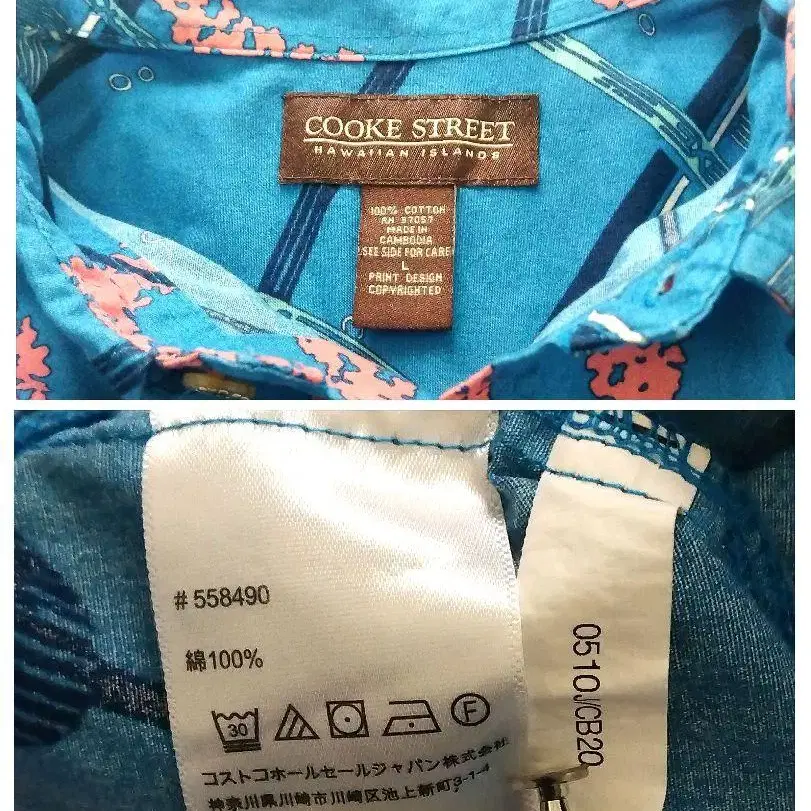 COOKE STREET
HAWAIIAN ISLANDS
100% COTTON
RN 97057
MADE IN
CAMBODIA
SEE SIDE FOR CARE
L
PRINT DESIGN
COPYRIGHTED
#558490
綿100%
30
F
コストコホールセールジャパン株式会社
神奈川県川崎市川崎区池上新町3-1-4
0510J/CB20